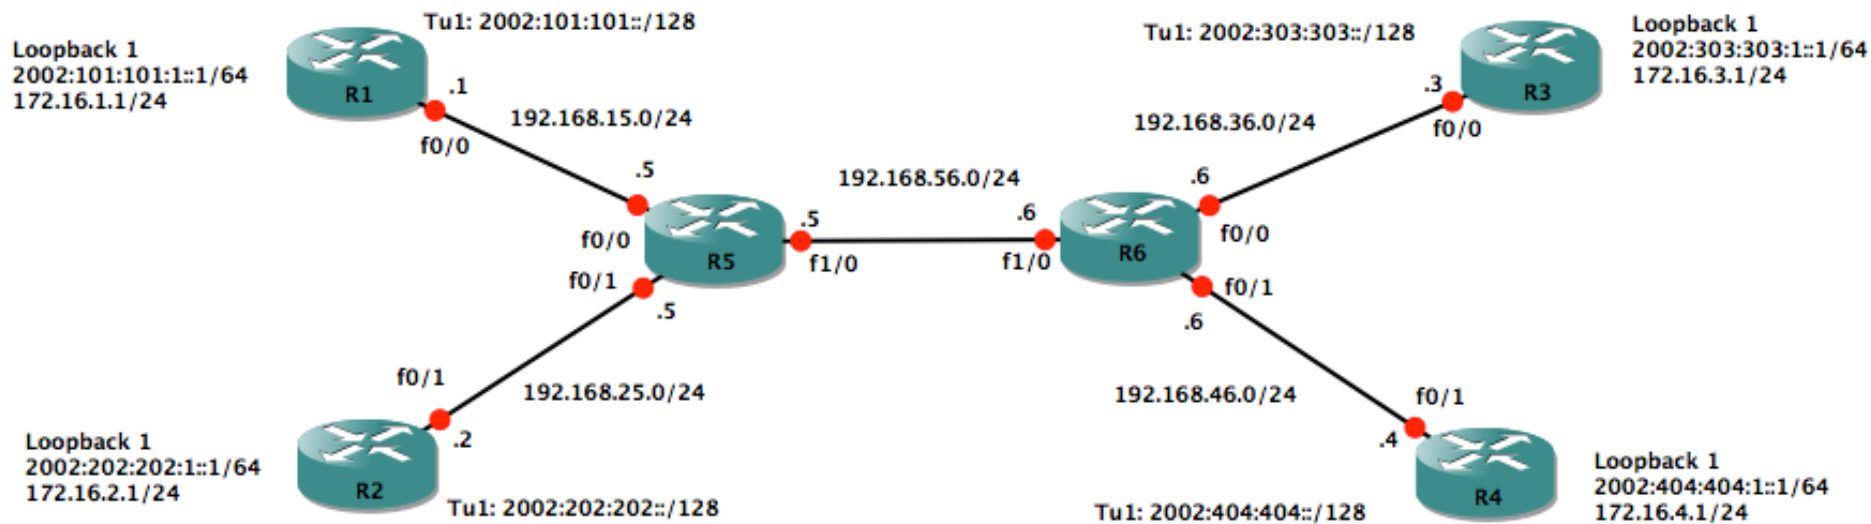 Tu1: 2002:101:101::/128
Loopback 1
2002:101:101:1::1/64
172.16.1.1/24
R1
.1
f0/0
192.168.15.0/24
.5
f0/0
f0/1
.5
R5
.5
f1/0
192.168.56.0/24
.6
f1/0
R6
.6
f0/0
f0/1
.6
192.168.36.0/24
Tu1: 2002:303:303::/128
.3
f0/0
R3
Loopback 1
2002:303:303:1::1/64
172.16.3.1/24
f0/1
192.168.25.0/24
.2
Loopback 1
2002:202:202:1::1/64
172.16.2.1/24
R2
Tu1: 2002:202:202::/128
192.168.46.0/24
f0/1
.4
R4
Tu1: 2002:404:404::/128
Loopback 1
2002:404:404:1::1/64
172.16.4.1/24